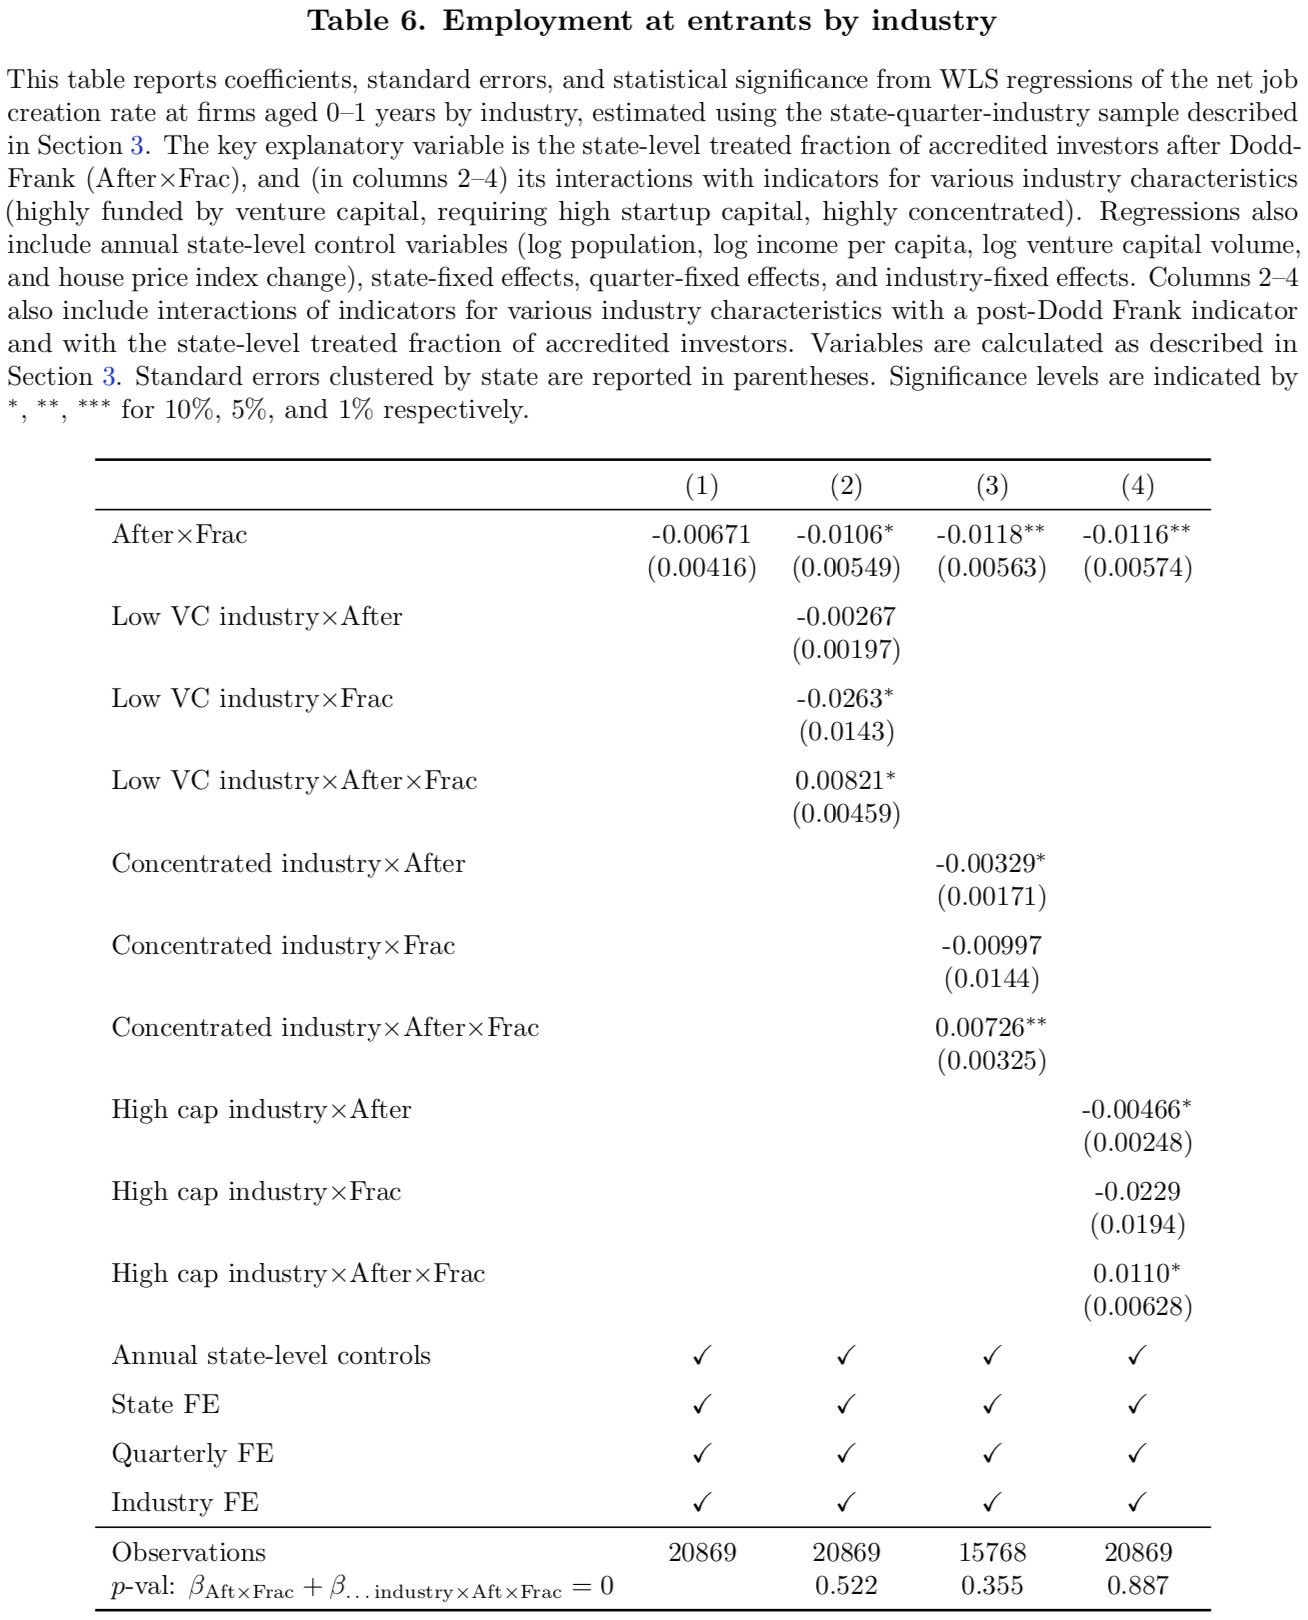 Table 6. Employment at entrants by industry
This table reports coefficients, standard errors, and statistical significance from WLS regressions of the net job
creation rate at firms aged 0–1 years by industry, estimated using the state-quarter-industry sample described
in Section 3. The key explanatory variable is the state-level treated fraction of accredited investors after Dodd-
Frank (After×Frac), and (in columns 2–4) its interactions with indicators for various industry characteristics
(highly funded by venture capital, requiring high startup capital, highly concentrated). Regressions also
include annual state-level control variables (log population, log income per capita, log venture capital volume,
and house price index change), state-fixed effects, quarter-fixed effects, and industry-fixed effects. Columns 2–4
also include interactions of indicators for various industry characteristics with a post-Dodd Frank indicator
and with the state-level treated fraction of accredited investors. Variables are calculated as described in
Section 3. Standard errors clustered by state are reported in parentheses. Significance levels are indicated by
*, **, *** for 10%, 5%, and 1% respectively.
(1) (2) (3) (4)
After×Frac -0.00671 -0.0106* -0.0118** -0.0116**
(0.00416) (0.00549) (0.00563) (0.00574)
Low VC industry×After -0.00267
(0.00197)
Low VC industry×Frac -0.0263*
(0.0143)
Low VC industry×After×Frac 0.00821*
(0.00459)
Concentrated industry×After -0.00329*
(0.00171)
Concentrated industry×Frac -0.00997
(0.0144)
Concentrated industry×After×Frac 0.00726**
(0.00325)
High cap industry×After -0.00466*
(0.00248)
High cap industry×Frac -0.0229
(0.0194)
High cap industry×After×Frac 0.0110*
(0.00628)
Annual state-level controls ✓ ✓ ✓ ✓
State FE ✓ ✓ ✓ ✓
Quarterly FE ✓ ✓ ✓ ✓
Industry FE ✓ ✓ ✓ ✓
Observations 20869 20869 15768 20869
p-val: βAft×Frac + β...industry×Aft×Frac = 0 0.522 0.355 0.887